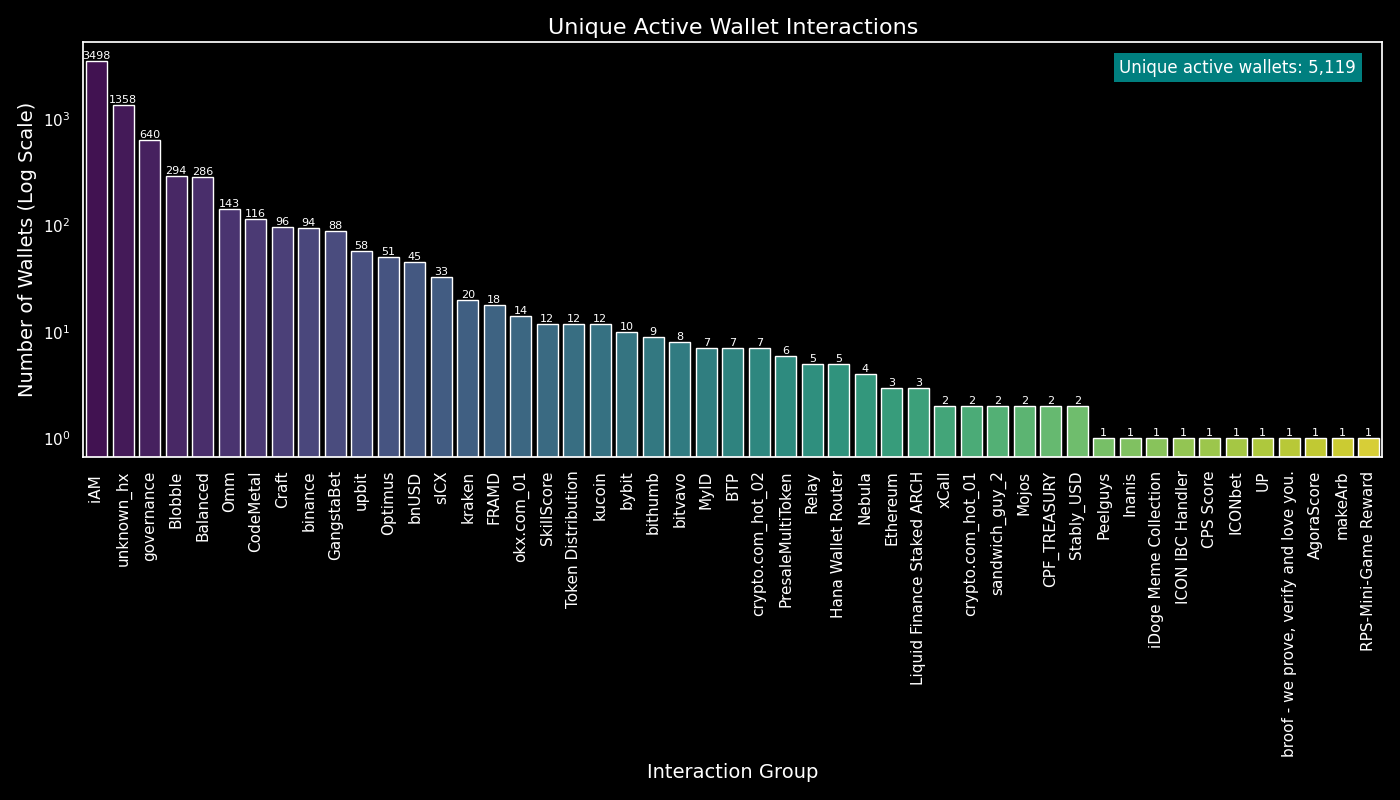 Unique Active Wallet Interactions
Unique active wallets: 5,119
Number of Wallets (Log Scale)
10³
10²
10¹
10⁰
3498
1358
640
294
286
143
116
96
94
88
58
51
45
33
20
18
14
12
12
12
10
9
8
7
7
7
6
5
5
4
3
3
2
2
2
2
2
2
1
1
1
1
1
1
1
1
1
1
1
iAM
unknown_hx
governance
Blobble
Balanced
Omm
CodeMetal
Craft
binance
GangstaBet
upbit
Optimus
bnUSD
sICX
kraken
FRAMD
okx.com_01
SkillScore
Token Distribution
kucoin
bybit
bithumb
bitvavo
MyID
BTP
crypto.com_hot_02
PresaleMultiToken
Relay
Hana Wallet Router
Nebula
Ethereum
Liquid Finance Staked ARCH
xCall
crypto.com_hot_01
sandwich_guy_2
Mojos
CPF_TREASURY
Stably_USD
Peelguys
Inanis
iDoge Meme Collection
ICON IBC Handler
CPS Score
ICONbet
UP
broof - we prove, verify and love you.
AgoraScore
makeArb
RPS-Mini-Game Reward
Interaction Group